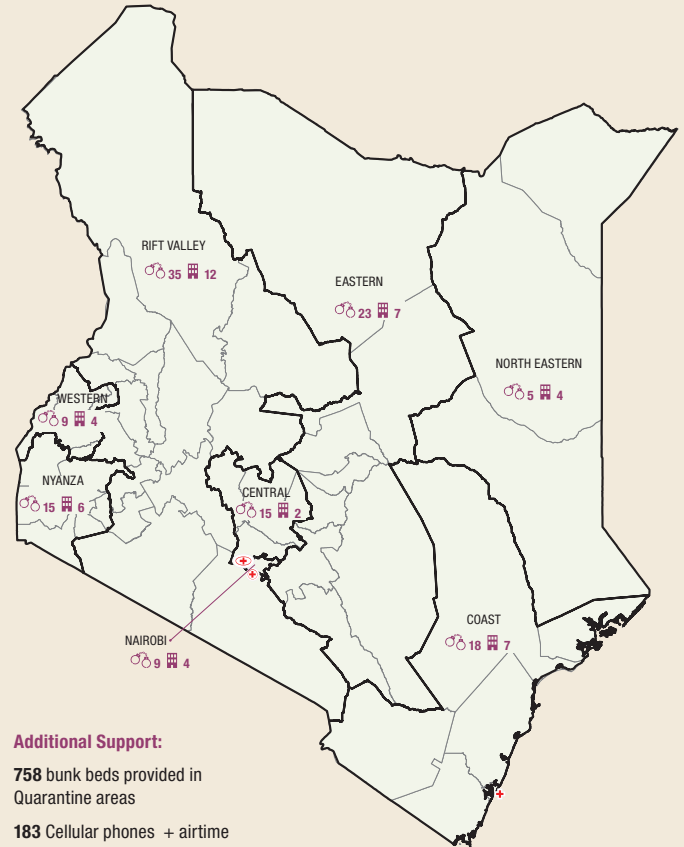 RIFT VALLEY
35 12
EASTERN
23 7
NORTH EASTERN
5 4
WESTERN
9 4
NYANZA
15 6
CENTRAL
15 2
COAST
18 7
NAIROBI
9 4
Additional Support:
758 bunk beds provided in
Quarantine areas
183 Cellular phones + airtime